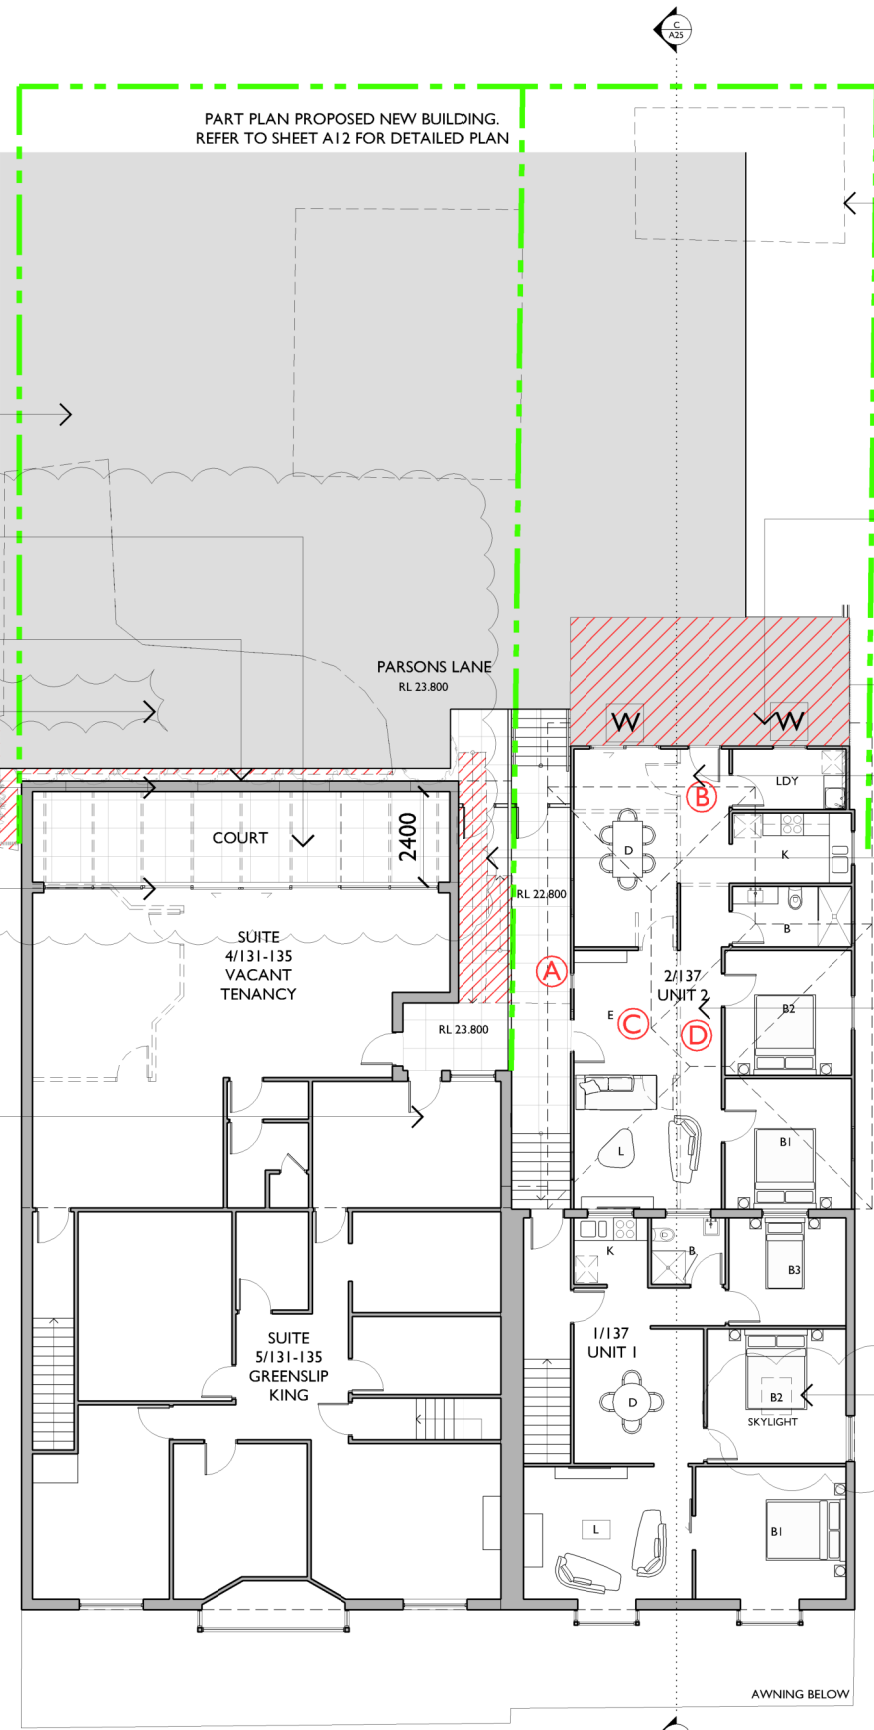 C
A25
PART PLAN PROPOSED NEW BUILDING.
REFER TO SHEET A12 FOR DETAILED PLAN
PARSONS LANE
RL 23.800
W
W
B
LDY
COURT
2400
D
K
RL 22.800
B
SUITE
4/131-135
VACANT
TENANCY
A
2/137
UNIT 2
E
C
D
B2
RL 23.800
L
B1
K
B
B3
SUITE
5/131-135
GREENSLIP
KING
1/137
UNIT 1
D
B2
SKYLIGHT
L
B1
AWNING BELOW